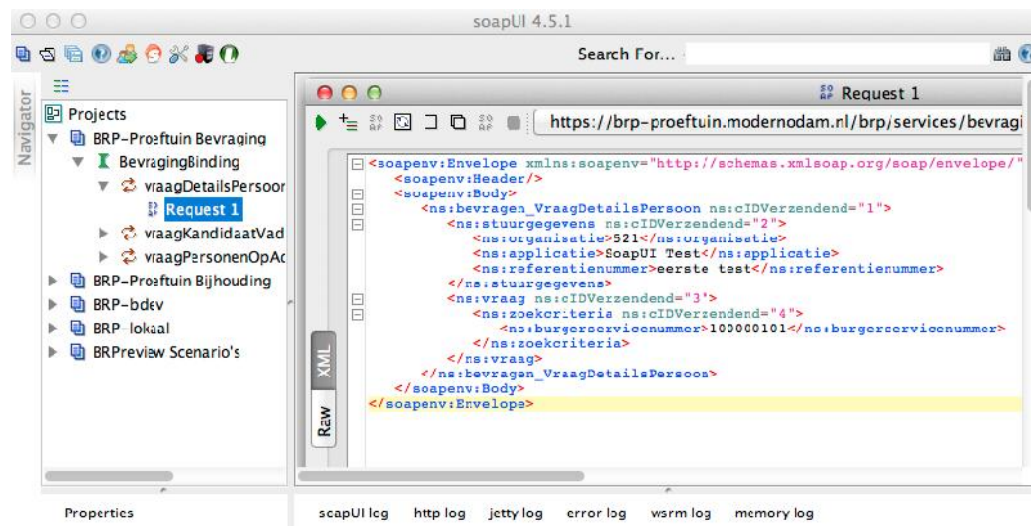 soapUI 4.5.1
Search For...
Navigator
Projects
BRP-Proeftuin Bevraging
BevragingBinding
vraagDetailsPersoon
Request 1
vraagKandidaatVad
vraagPersonenOpAc
BRP-Proeftuin Bijhouding
BRP-bdev
BRP-lokaal
BRPreview Scenario's
Properties
Request 1
https://brp-proeftuin.modernodam.nl/brp/services/bevragi
XML
Raw
<soapenv:Envelope xmlns:soapenv="http://schemas.xmlsoap.org/soap/envelope/"
<soapenv:Header/>
<soapenv:Body>
<ns:bevragen_VraagDetailsPersoon ns:cIDVerzendend="1">
<ns:stuurgegevens ns:cIDVerzendend="2">
<ns:organisatie>521</ns:organisatie>
<ns:applicatie>SoapUI Test</ns:applicatie>
<ns:referentienummer>eerste test</ns:referentienummer>
</ns:stuurgegevens>
<ns:vraag ns:cIDVerzendend="3">
<ns:zoekcriteria ns:cIDVerzendend="4">
<ns:burgerservicenummer>100000101</ns:burgerservicenummer>
</ns:zoekcriteria>
</ns:vraag>
</ns:bevragen_VraagDetailsPersoon>
</soapenv:Body>
</soapenv:Envelope>
soapUI log http log jetty log error log wsrm log memory log